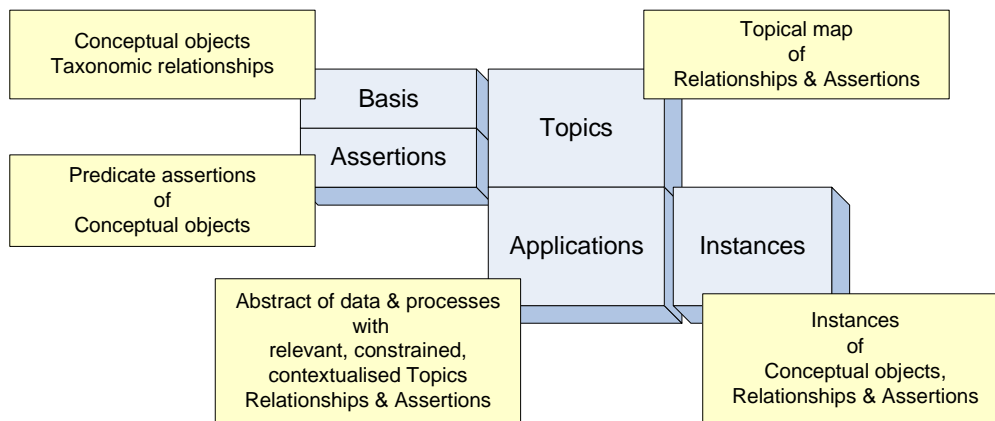 Conceptual objects
Taxonomic relationships
Topical map
of
Relationships & Assertions
Basis
Topics
Assertions
Predicate assertions
of
Conceptual objects
Applications
Instances
Abstract of data & processes
with
relevant, constrained,
contextualised Topics
Relationships & Assertions
Instances
of
Conceptual objects,
Relationships & Assertions